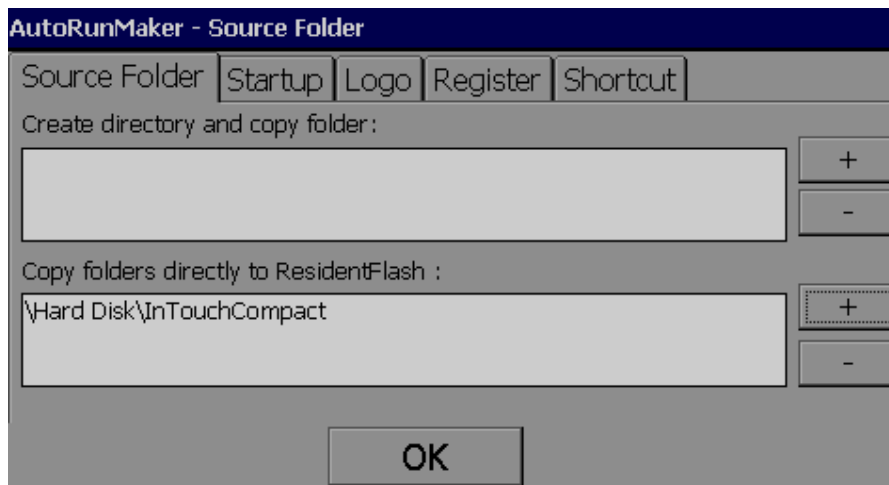 AutoRunMaker - Source Folder
Source Folder Startup Logo Register Shortcut
Create directory and copy folder:
+
-
Copy folders directly to ResidentFlash :
\Hard Disk\InTouchCompact
+
-
OK